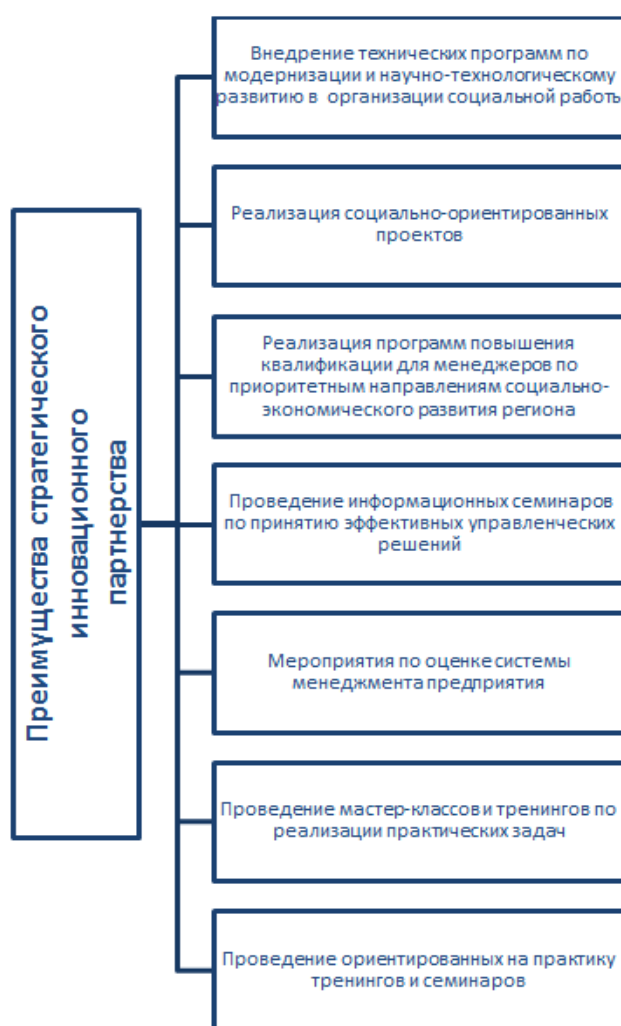 Преимущества стратегического
инновационного
партнерства
Внедрение технических программ по
модернизации и научно-технологическому
развитию в организации социальной работь
Реализация социально-ориентированных
проектов
Реализация программ повышения
квалификации для менеджеров по
приоритетным направлениям социально-
экономического развития региона
Проведение информационных семинаров
по принятию эффективных управленческих
решений
Мероприятия по оценке системы
менеджмента предприятия
Проведение мастер-классов и тренингов по
реализации практических задач
Проведение ориентированных на практику
тренингов и семинаров